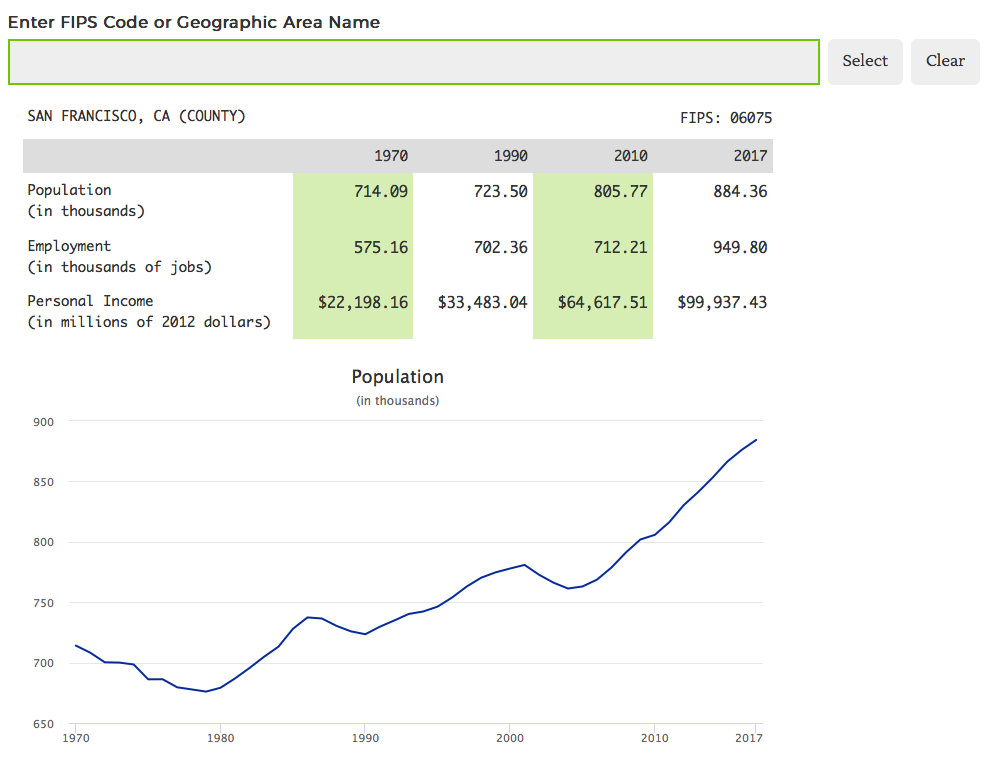 Enter FIPS Code or Geographic Area Name
Select Clear
SAN FRANCISCO, CA (COUNTY) FIPS: 06075
1970 1990 2010 2017
Population 714.09 723.50 805.77 884.36
(in thousands)
Employment 575.16 702.36 712.21 949.80
(in thousands of jobs)
Personal Income $22,198.16 $33,483.04 $64,617.51 $99,937.43
(in millions of 2012 dollars)
Population
(in thousands)
900
850
800
750
700
650
1970 1980 1990 2000 2010 2017